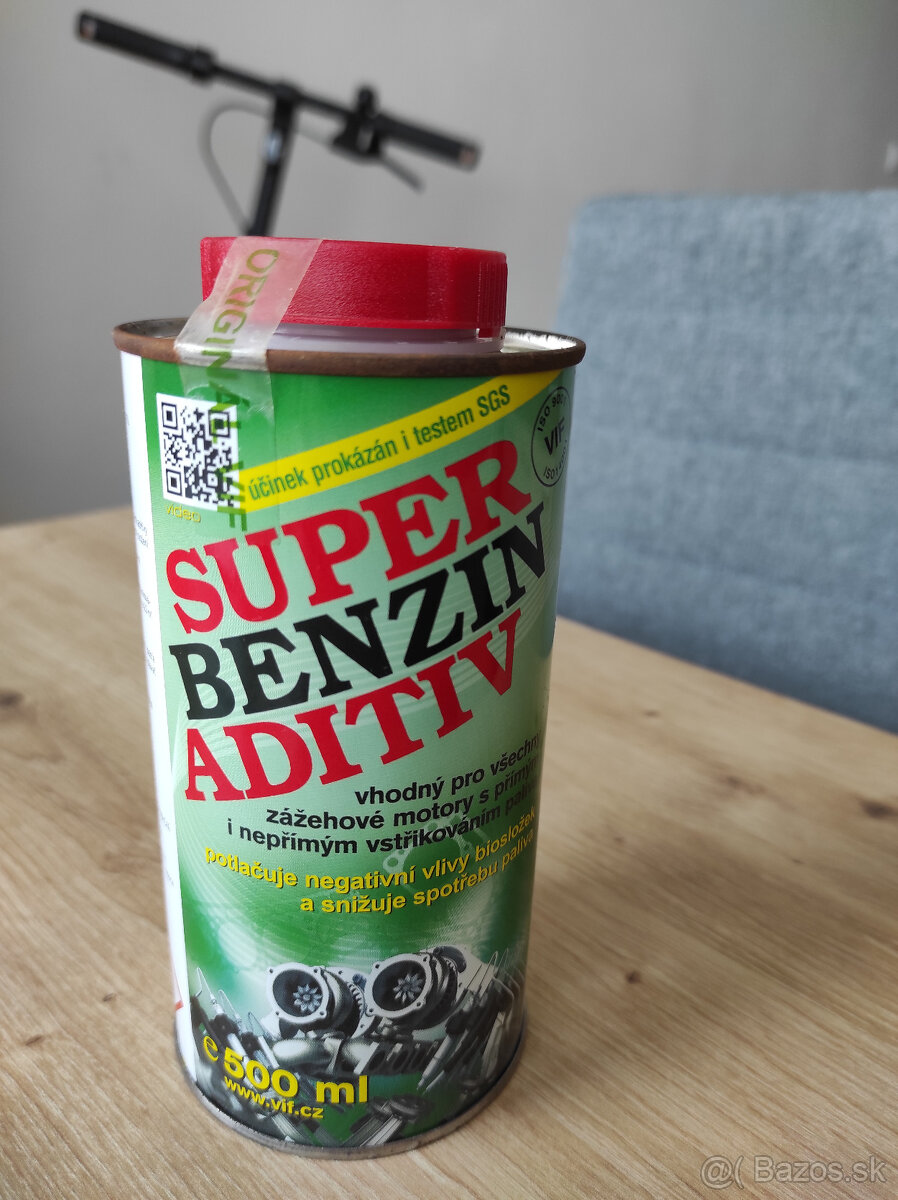 ORIGINÁL VIF
video
účinek prokázán i testem SGS
VIF
SUPER
BENZIN
ADITIV
vhodný pro všechny
zážehové motory s přímým
i nepřímým vstřikováním paliva
potlačuje negativní vlivy biosložek
a snižuje spotřebu paliva
e 500 ml
www.vif.cz
@( Bazos.sk